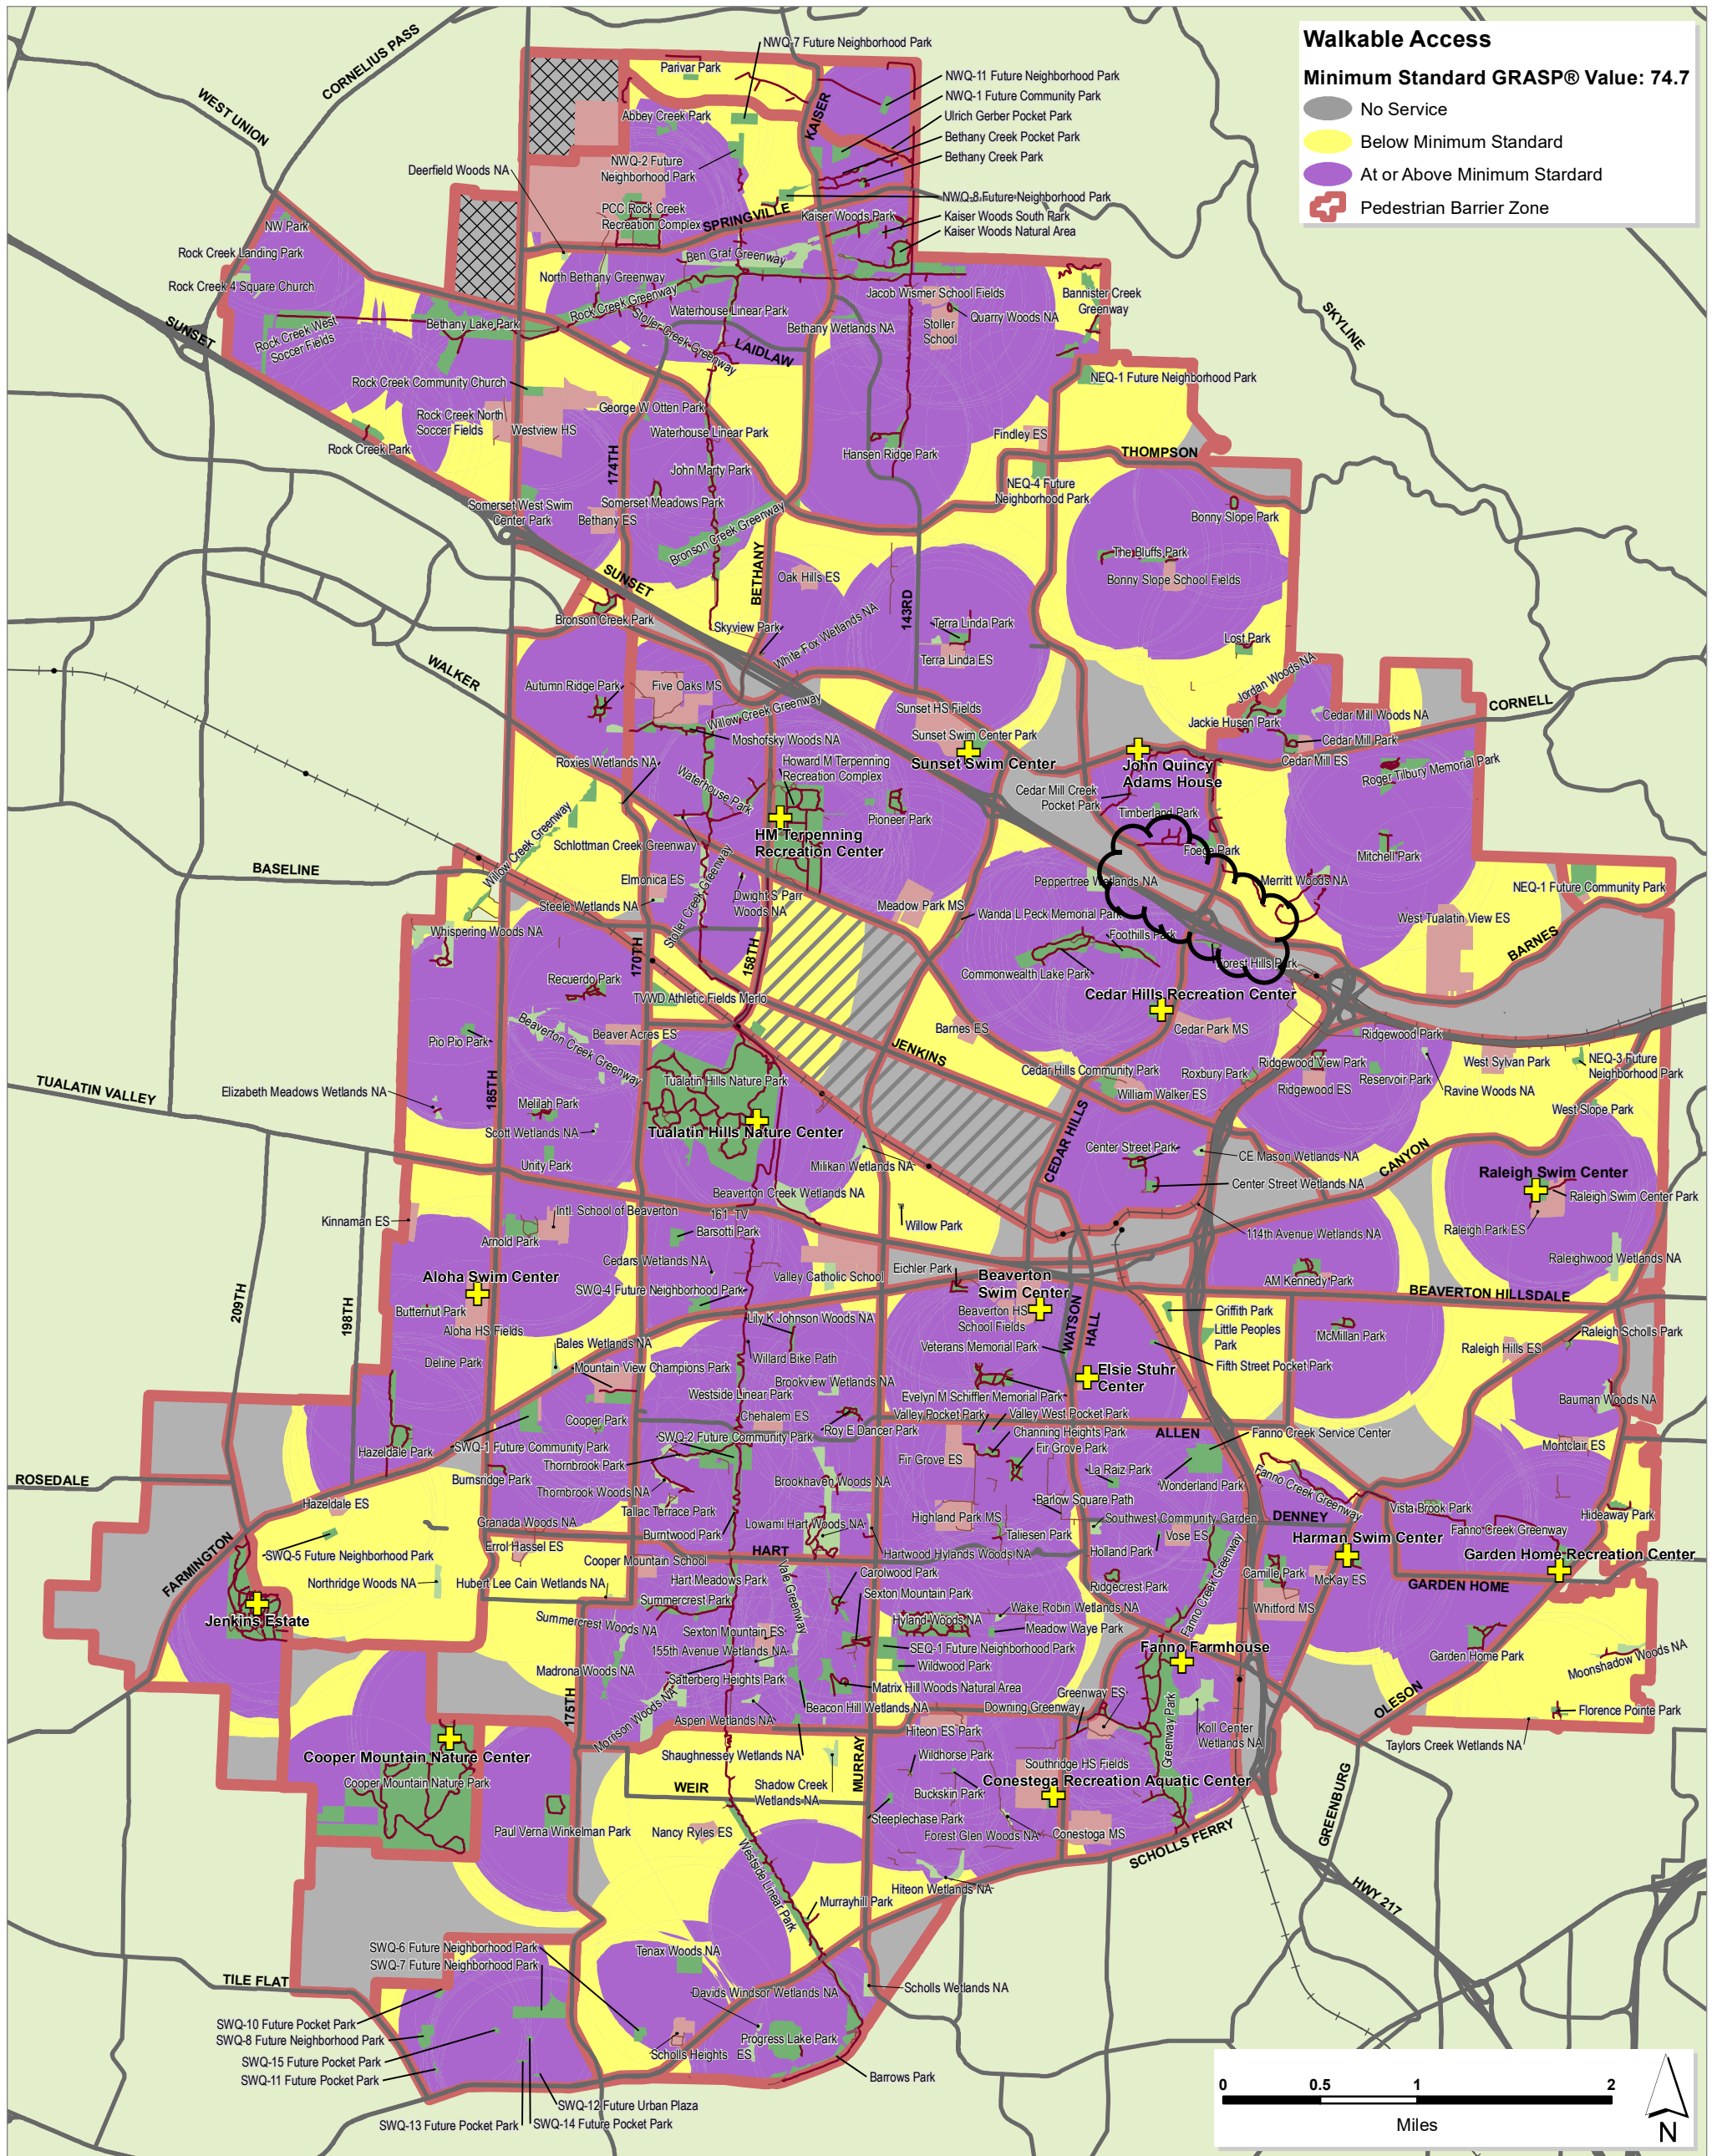 Walkable Access
Minimum Standard GRASP® Value: 74.7
No Service
Below Minimum Standard
At or Above Minimum Stardard
Pedestrian Barrier Zone
NWQ-7 Future Neighborhood Park
Parivar Park
CORNELIUS PASS
WEST UNION
KAISER
NWQ-11 Future Neighborhood Park
NWQ-1 Future Community Park
Ulrich Gerber Pocket Park
Bethany Creek Pocket Park
Bethany Creek Park
Abbey Creek Park
NWQ-2 Future
Neighborhood Park
Deerfield Woods NA
NWQ-8 Future Neighborhood Park
PCC Rock Creek
Recreation Complex
SPRINGVILLE
Kaiser Woods Park
Kaiser Woods South Park
Kaiser Woods Natural Area
NW Park
Rock Creek Landing Park
Rock Creek 4 Square Church
Ben Graf Greenway
North Bethany Greenway
Rock Creek Greenway
Waterhouse Linear Park
Jacob Wismer School Fields
Bannister Creek
Greenway
SKYLINE
SUNSET
Rock Creek West
Soccer Fields
Bethany Lake Park
Stoller Creek Greenway
Bethany Wetlands NA
Stoller
School
Quarry Woods NA
LAIDLAW
Rock Creek Community Church
NEQ-1 Future Neighborhood Park
Rock Creek North
Soccer Fields
Westview HS
George W Otten Park
Waterhouse Linear Park
Findley ES
Rock Creek Park
174TH
Hansen Ridge Park
THOMPSON
John Marty Park
NEQ-4 Future
Neighborhood Park
Somerset West Swim
Center Park
Bethany ES
Somerset Meadows Park
Bronson Creek Greenway
Bonny Slope Park
The Bluffs Park
Bonny Slope School Fields
SUNSET
BETHANY
Oak Hills ES
143RD
Bronson Creek Park
Skyview Park
White Fox Wetlands NA
Terra Linda Park
Terra Linda ES
Lost Park
WALKER
Autumn Ridge Park
Five Oaks MS
Willow Creek Greenway
Jordan Woods NA
CORNELL
Sunset HS Fields
Jackie Husen Park
Cedar Mill Woods NA
Moshofsky Woods NA
Sunset Swim Center Park
Sunset Swim Center
Cedar Mill Park
Cedar Mill ES
Roxies Wetlands NA
Howard M Terpenning
Recreation Complex
John Quincy
Adams House
Roger Tilbury Memorial Park
Waterhouse Park
Cedar Mill Creek
Pocket Park
Timberland Park
Pioneer Park
HM Terpenning
Recreation Center
Willow Creek Greenway
Schlottman Creek Greenway
Foege Park
Mitchell Park
BASELINE
Elmonica ES
Peppertree Wetlands NA
Merritt Woods NA
NEQ-1 Future Community Park
Steele Wetlands NA
Stoller Creek Greenway
Dwight S Parr
Woods NA
Meadow Park MS
Wanda L Peck Memorial Park
West Tualatin View ES
Whispering Woods NA
170TH
158TH
Foothills Park
BARNES
Recuerdo Park
Commonwealth Lake Park
Forest Hills Park
TVWD Athletic Fields Merlo
Cedar Hills Recreation Center
Beaverton Creek Greenway
Beaver Acres ES
Barnes ES
Cedar Park MS
Ridgewood Park
Pio Pio Park
JENKINS
Ridgewood View Park
West Sylvan Park
NEQ-3 Future
Neighborhood Park
TUALATIN VALLEY
185TH
Tualatin Hills Nature Park
Cedar Hills Community Park
Roxbury Park
Reservoir Park
Elizabeth Meadows Wetlands NA
William Walker ES
Ridgewood ES
Ravine Woods NA
Melilah Park
West Slope Park
Scott Wetlands NA
Tualatin Hills Nature Center
CEDAR HILLS
Center Street Park
CE Mason Wetlands NA
CANYON
Unity Park
Milikan Wetlands NA
Raleigh Swim Center
Center Street Wetlands NA
Raleigh Swim Center Park
Beaverton Creek Wetlands NA
Kinnaman ES
Intl. School of Beaverton
161-TV
Willow Park
Raleigh Park ES
Arnold Park
Barsotti Park
114th Avenue Wetlands NA
Cedars Wetlands NA
Raleighwood Wetlands NA
Aloha Swim Center
Valley Catholic School
Eichler Park
Beaverton
Swim Center
AM Kennedy Park
209TH
198TH
SWQ-4 Future Neighborhood Park
BEAVERTON HILLSDALE
Butternut Park
Aloha HS Fields
Lily K Johnson Woods NA
Beaverton HS
School Fields
WATSON
HALL
Griffith Park
Little Peoples
Park
McMillan Park
Raleigh Scholls Park
Bales Wetlands NA
Veterans Memorial Park
Raleigh Hills ES
Deline Park
Mountain View Champions Park
Willard Bike Path
Fifth Street Pocket Park
Elsie Stuhr
Center
Brookview Wetlands NA
Westside Linear Park
Evelyn M Schiffler Memorial Park
Bauman Woods NA
Cooper Park
Chehalem ES
Valley Pocket Park
Valley West Pocket Park
Roy E Dancer Park
Channing Heights Park
ALLEN
Fanno Creek Service Center
Hazeldale Park
SWQ-1 Future Community Park
SWQ-2 Future Community Park
Fir Grove ES
Fir Grove Park
Montclair ES
Thornbrook Park
La Raiz Park
Wonderland Park
Fanno Creek Greenway
ROSEDALE
Burnsridge Park
Thornbrook Woods NA
Brookhaven Woods NA
Barlow Square Path
Hazeldale ES
Tallac Terrace Park
Highland Park MS
Southwest Community Garden
DENNEY
Vista Brook Park
Hideaway Park
Granada Woods NA
Burntwood Park
Lowami Hart Woods NA
Taliesen Park
Vose ES
Fanno Creek Greenway
FARMINGTON
SWQ-5 Future Neighborhood Park
Errol Hassel ES
HART
Holland Park
Harman Swim Center
Garden Home Recreation Center
Cooper Mountain School
Hartwood Hylands Woods NA
Northridge Woods NA
Hubert Lee Cain Wetlands NA
Hart Meadows Park
Vale Greenway
Carolwood Park
Ridgecrest Park
Fanno Creek Greenway
Camille Park
McKay ES
GARDEN HOME
Jenkins Estate
Summercrest Park
Sexton Mountain Park
Whitford MS
Summercrest Woods NA
Sexton Mountain ES
Hyland Woods NA
Wake Robin Wetlands NA
Meadow Waye Park
155th Avenue Wetlands NA
SEQ-1 Future Neighborhood Park
Fanno Farmhouse
Garden Home Park
Moonshadow Woods NA
Madrona Woods NA
Satterberg Heights Park
Wildwood Park
Matrix Hill Woods Natural Area
Greenway ES
Morrison Woods NA
175TH
Beacon Hill Wetlands NA
Downing Greenway
Greenway Park
Koll Center
Wetlands NA
OLESON
Florence Pointe Park
Aspen Wetlands NA
Hiteon ES Park
Taylors Creek Wetlands NA
Cooper Mountain Nature Center
Shaughnessey Wetlands NA
MURRAY
Wildhorse Park
Southridge HS Fields
Cooper Mountain Nature Park
WEIR
Shadow Creek
Wetlands NA
Buckskin Park
Conestega Recreation Aquatic Center
GREENBURG
Steeplechase Park
Paul Verna Winkelman Park
Nancy Ryles ES
Forest Glen Woods NA
Conestoga MS
SCHOLLS FERRY
Westside Linear Park
Hiteon Wetlands NA
HWY 217
Murrayhill Park
SWQ-6 Future Neighborhood Park
SWQ-7 Future Neighborhood Park
Tenax Woods NA
TILE FLAT
Davids Windsor Wetlands NA
Scholls Wetlands NA
SWQ-10 Future Pocket Park
SWQ-8 Future Neighborhood Park
Progress Lake Park
SWQ-15 Future Pocket Park
Scholls Heights ES
SWQ-11 Future Pocket Park
Barrows Park
SWQ-12 Future Urban Plaza
SWQ-13 Future Pocket Park
SWQ-14 Future Pocket Park
0 0.5 1 2
Miles
N